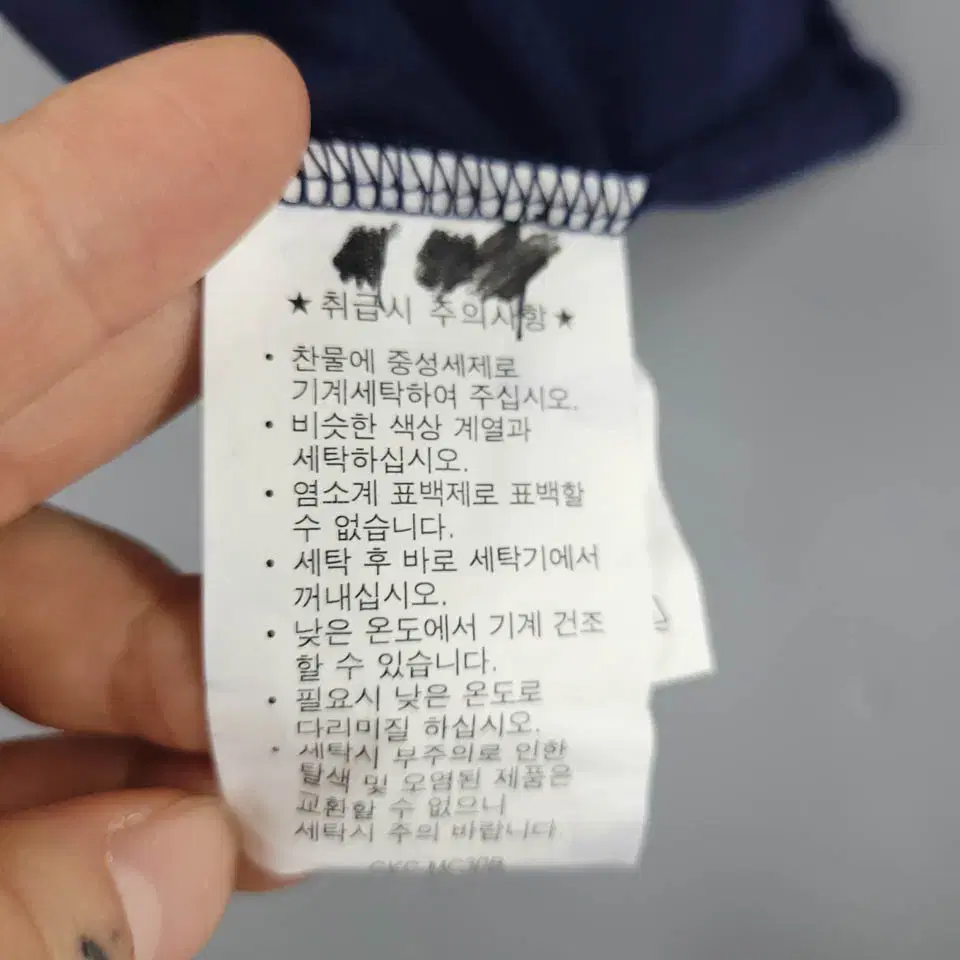 ★ 취급시 주의사항 ★
• 찬물에 중성세제로
기계세탁하여 주십시오.
• 비슷한 색상 계열과
세탁하십시오.
• 염소계 표백제로 표백할
수 없습니다.
• 세탁 후 바로 세탁기에서
꺼내십시오.
• 낮은 온도에서 기계 건조
할 수 있습니다.
• 필요시 낮은 온도로
다리미질 하십시오.
• 세탁시 부주의로 인한
탈색 및 오염된 제품은
교환할 수 없으니
세탁시 주의 바랍니다